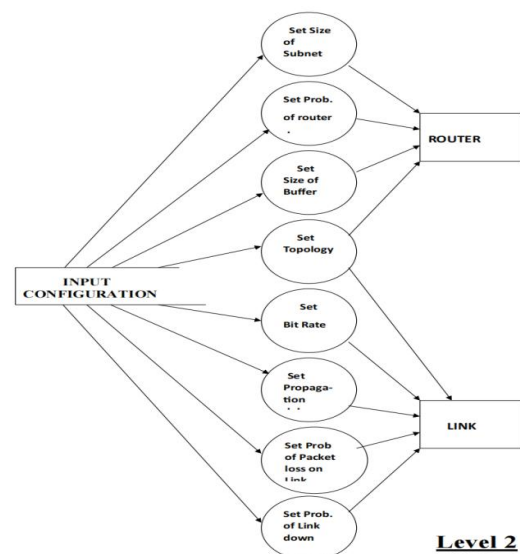 Set Size
of
Subnet
Set Prob.
of router
Set
Size of
Buffer
ROUTER
Set
Topology
INPUT
CONFIGURATION
Set
Bit Rate
Set
Propaga-
tion
LINK
Set Prob
of Packet
loss on
Link
Set Prob.
of Link
down
Level 2